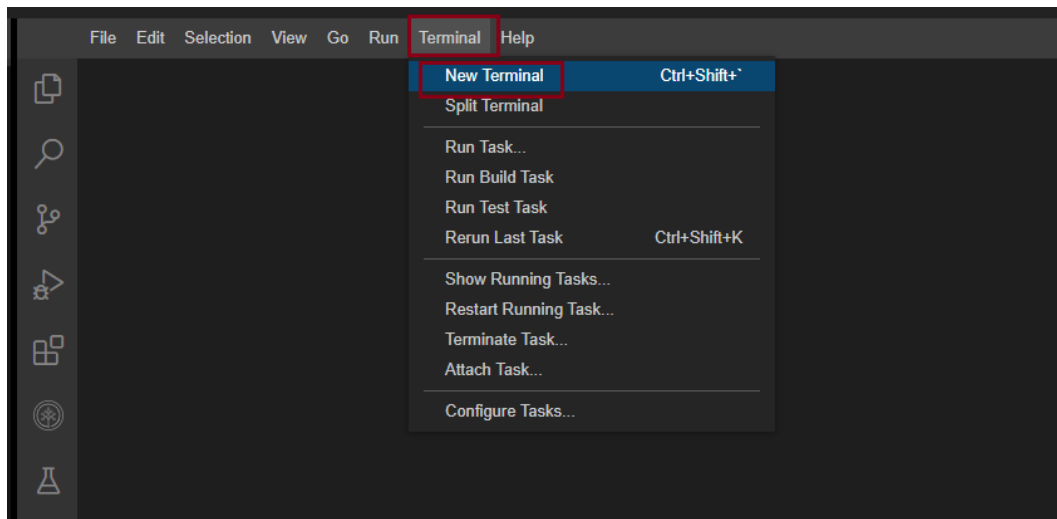 File Edit Selection View Go Run Terminal Help
New Terminal Ctrl+Shift+`
Split Terminal
Run Task...
Run Build Task
Run Test Task
Rerun Last Task Ctrl+Shift+K
Show Running Tasks...
Restart Running Task...
Terminate Task...
Attach Task...
Configure Tasks...